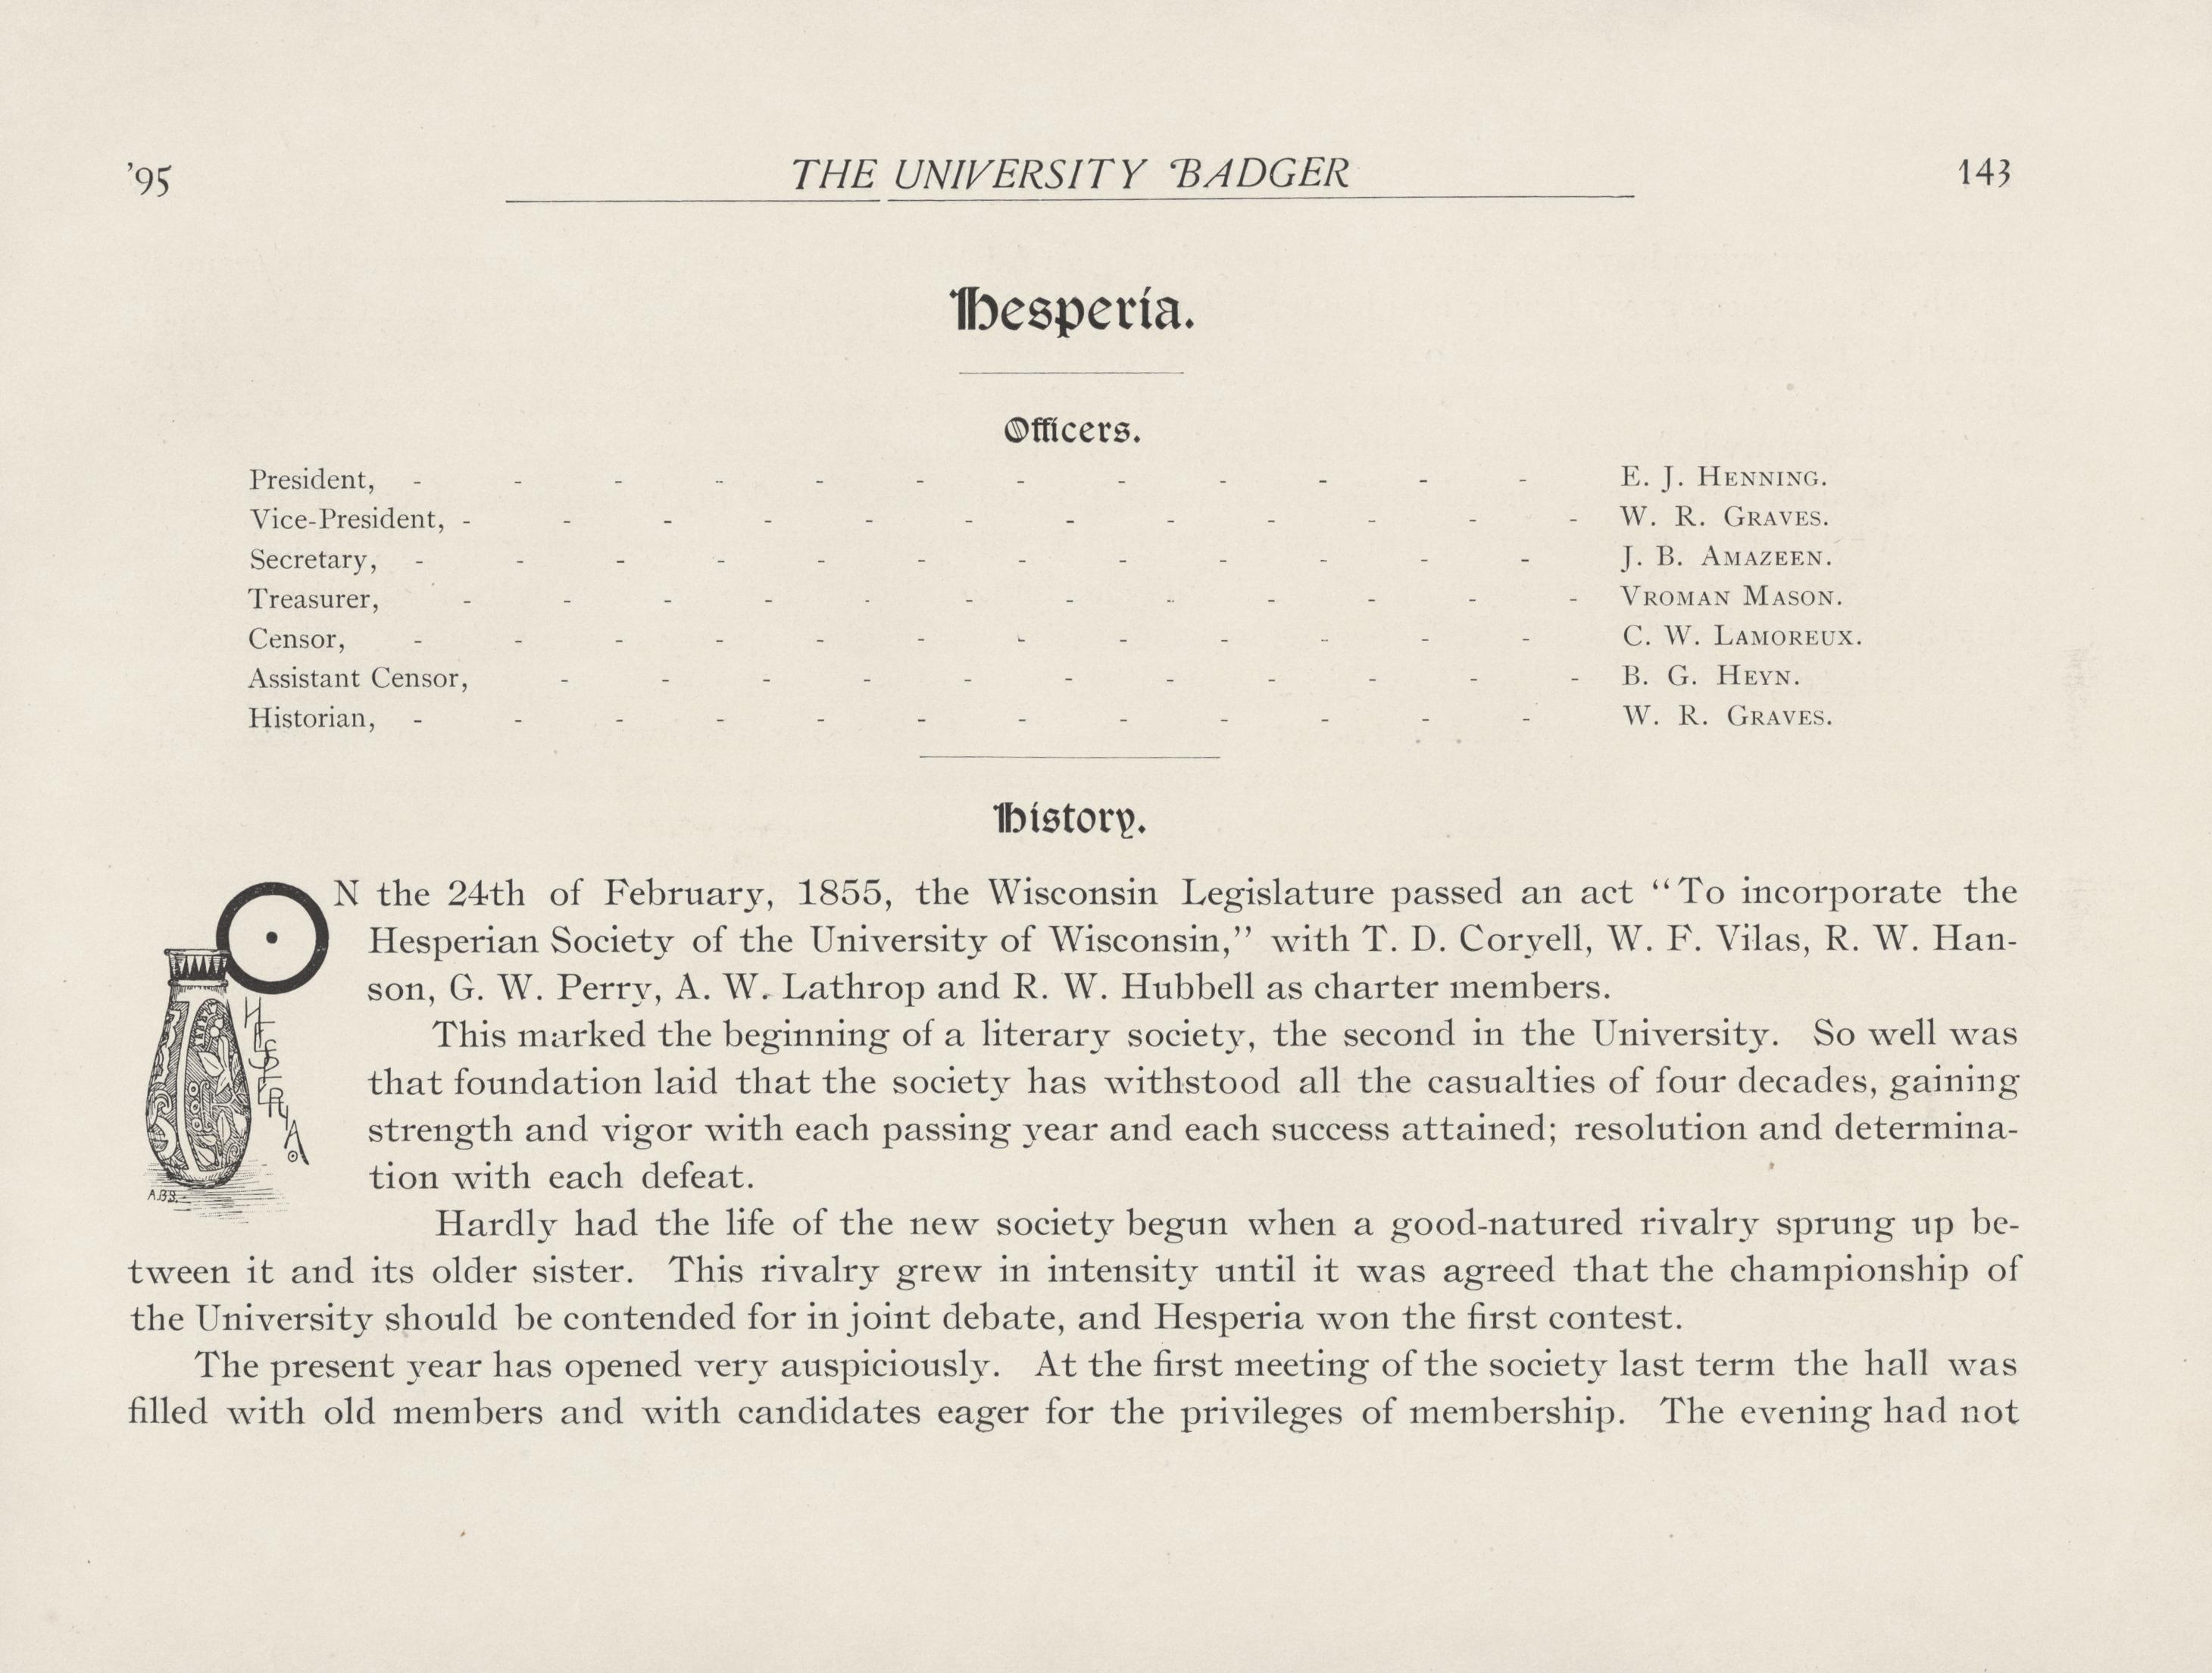 '95 THE UNIVERSITY BADGER 143
Hesperia.
Officers.
President, - - - - - - - - - - - - E. J. HENNING.
Vice-President, - - - - - - - - - - - - W. R. GRAVES.
Secretary, - - - - - - - - - - - - J. B. AMAZEEN.
Treasurer, - - - - - - - - - - - - VROMAN MASON.
Censor, - - - - - - - - - - - - C. W. LAMOREUX.
Assistant Censor, - - - - - - - - - - - B. G. HEYN.
Historian, - - - - - - - - - - - - W. R. GRAVES.
History.
ON the 24th of February, 1855, the Wisconsin Legislature passed an act “To incorporate the
Hesperian Society of the University of Wisconsin,” with T. D. Coryell, W. F. Vilas, R. W. Han-
son, G. W. Perry, A. W. Lathrop and R. W. Hubbell as charter members.
HESPERIA
This marked the beginning of a literary society, the second in the University. So well was
that foundation laid that the society has withstood all the casualties of four decades, gaining
strength and vigor with each passing year and each success attained; resolution and determina-
tion with each defeat.
A.B.S.
Hardly had the life of the new society begun when a good-natured rivalry sprung up be-
tween it and its older sister. This rivalry grew in intensity until it was agreed that the championship of
the University should be contended for in joint debate, and Hesperia won the first contest.
The present year has opened very auspiciously. At the first meeting of the society last term the hall was
filled with old members and with candidates eager for the privileges of membership. The evening had not